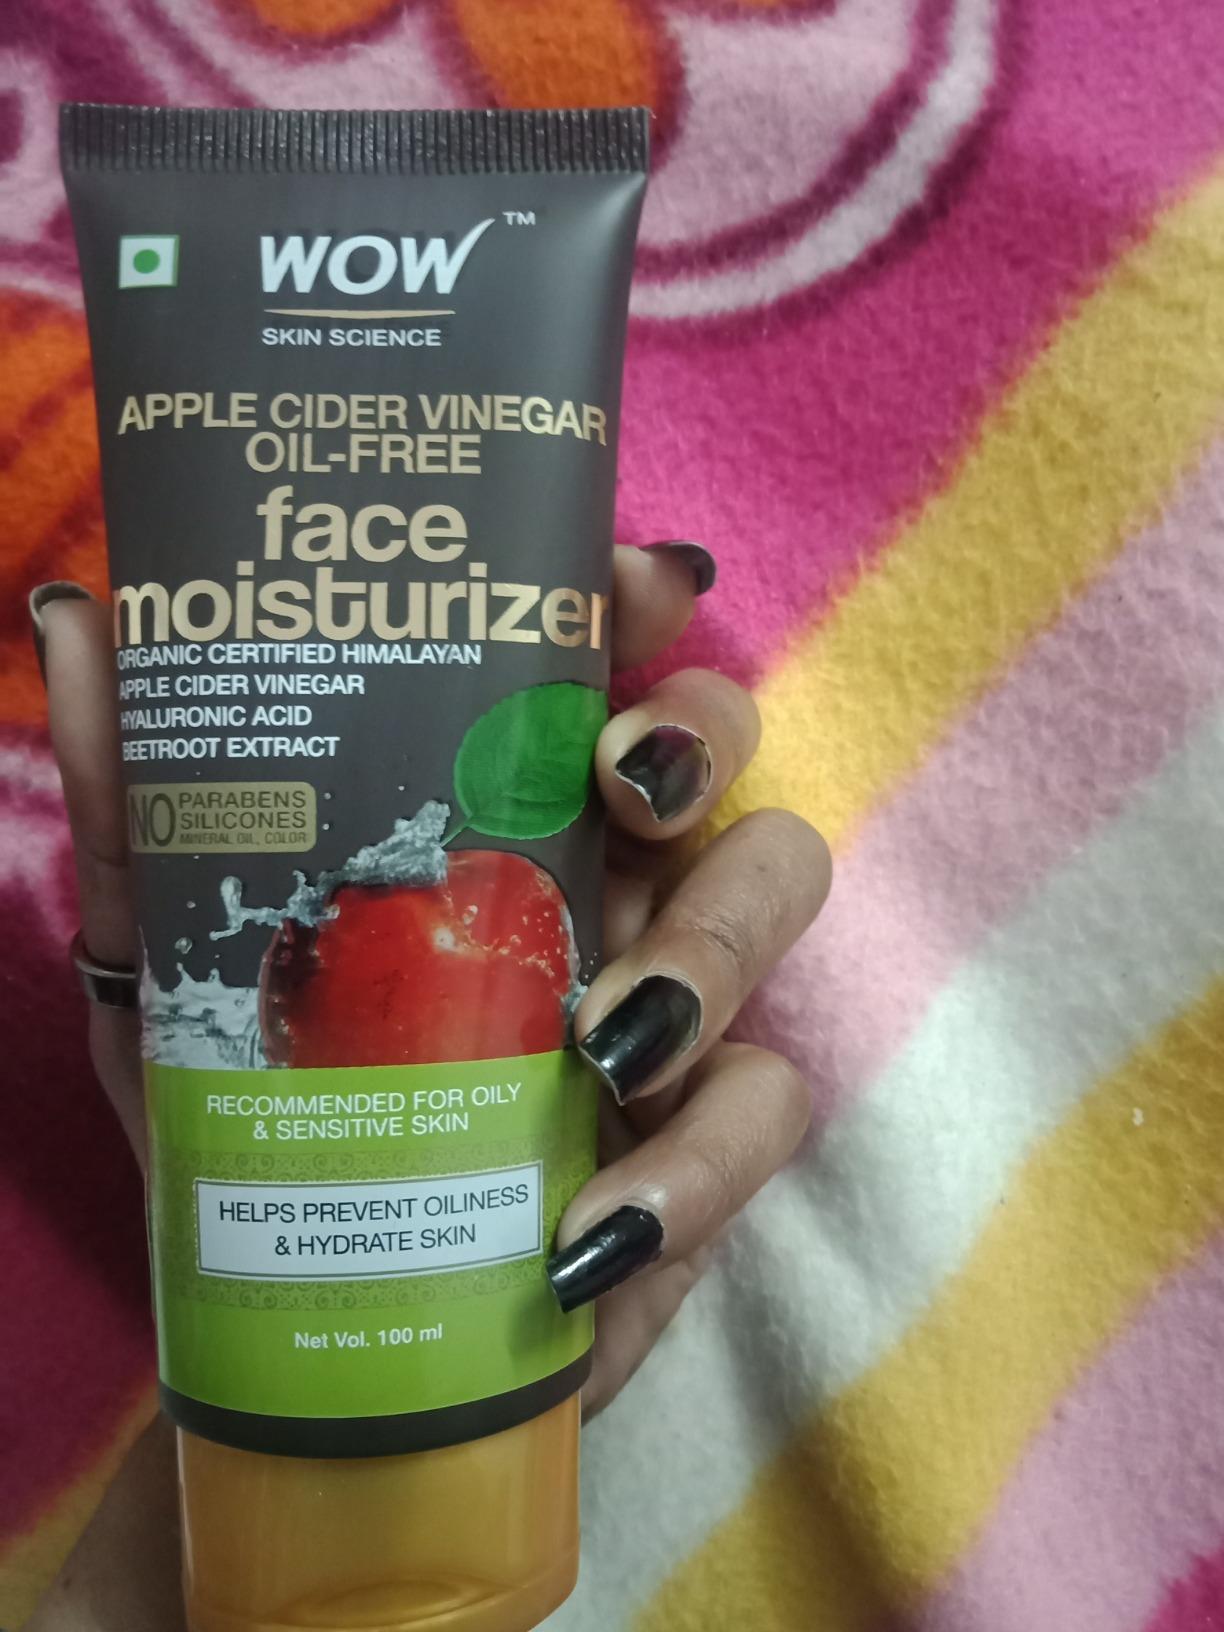 WOW™
SKIN SCIENCE
APPLE CIDER VINEGAR
OIL-FREE
face
moisturizer
ORGANIC CERTIFIED HIMALAYAN
APPLE CIDER VINEGAR
HYALURONIC ACID
BEETROOT EXTRACT
NO PARABENS
SILICONES
MINERAL OIL, COLOR
RECOMMENDED FOR OILY
& SENSITIVE SKIN
HELPS PREVENT OILINESS
& HYDRATE SKIN
Net Vol. 100 ml